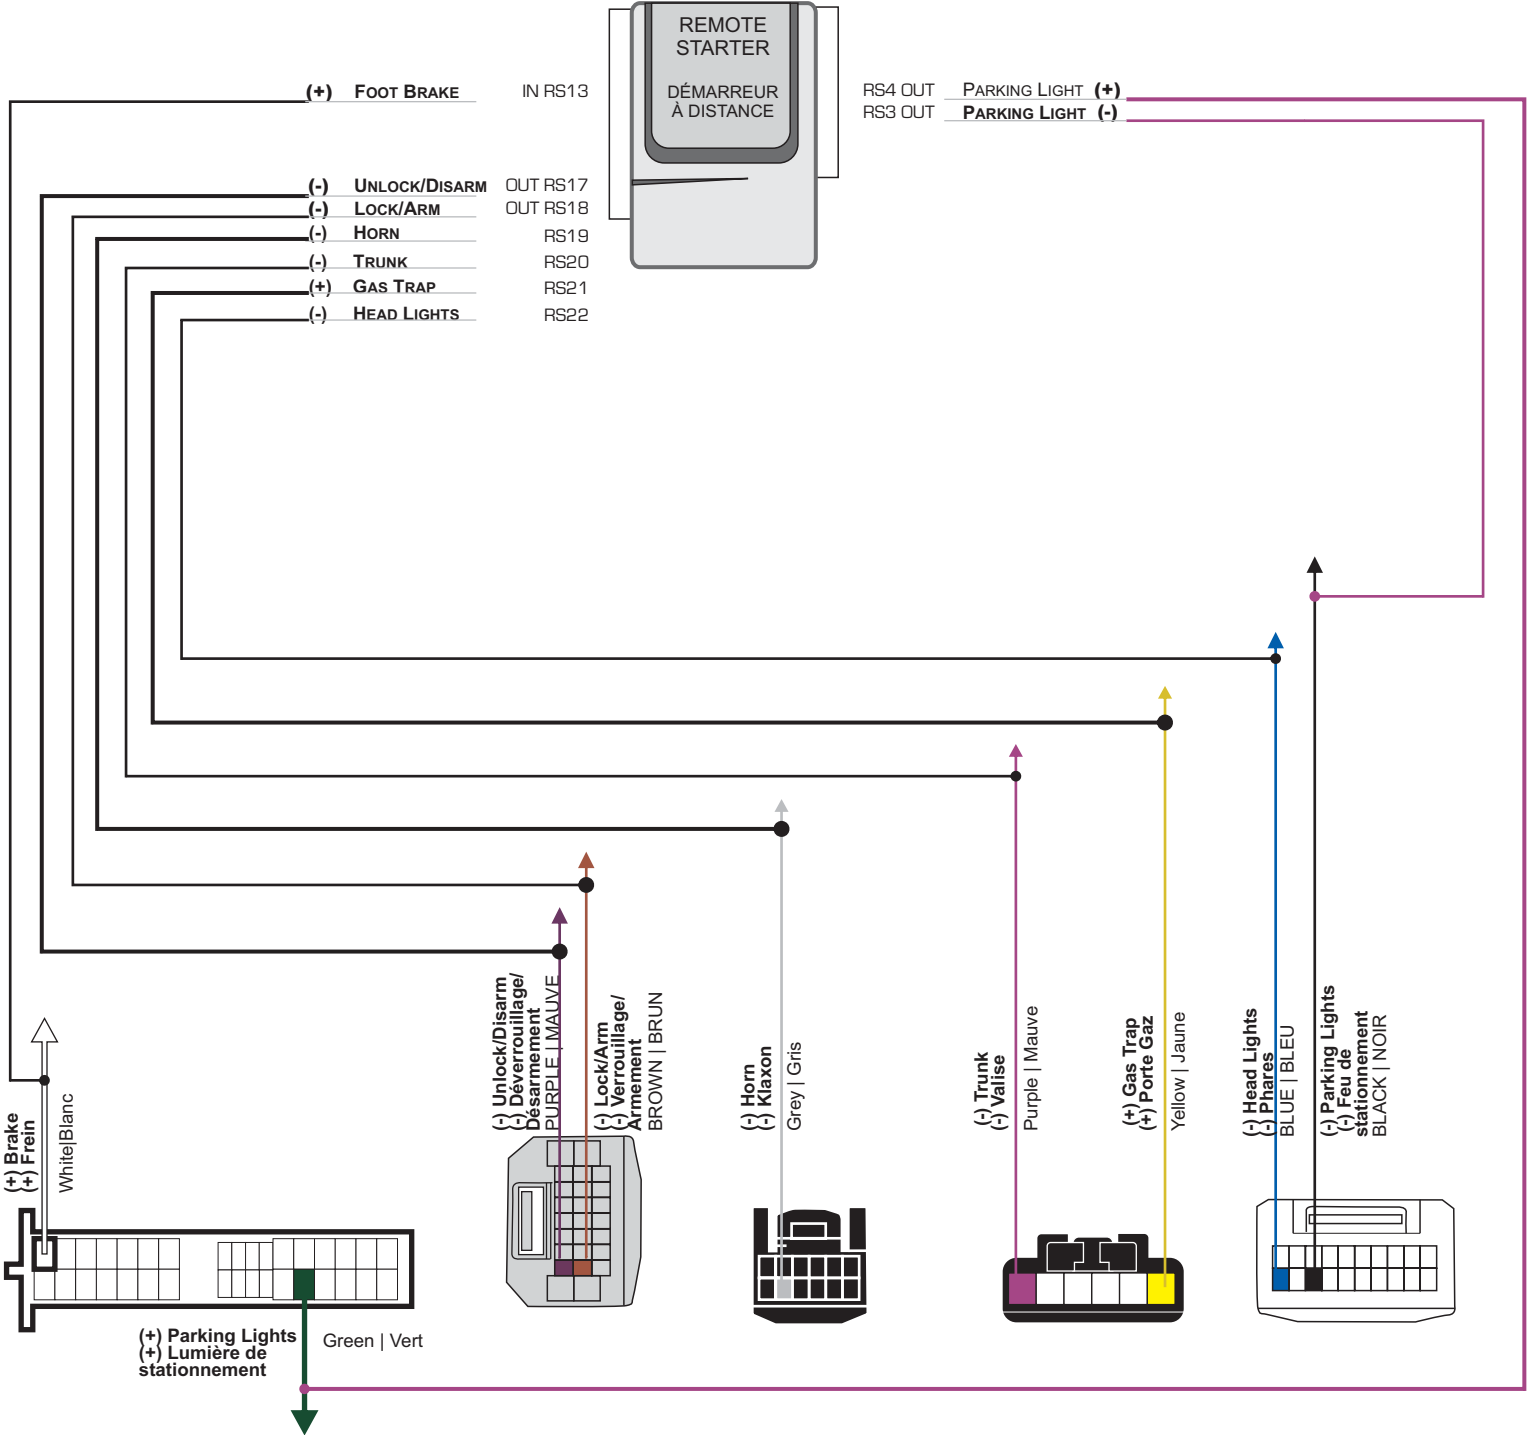 REMOTE
STARTER
DÉMARREUR
À DISTANCE
(+) FOOT BRAKE IN RS13
(-) UNLOCK/DISARM OUT RS17
(-) LOCK/ARM OUT RS18
(-) HORN RS19
(-) TRUNK RS20
(+) GAS TRAP RS21
(-) HEAD LIGHTS RS22
RS4 OUT PARKING LIGHT (+)
RS3 OUT PARKING LIGHT (-)
(+) Brake
(+) Frein
White|Blanc
(-) Unlock/Disarm
(-) Déverrouillage/
Désarmement
PURPLE | MAUVE
(-) Lock/Arm
(-) Verrouillage/
Armement
BROWN | BRUN
(-) Horn
(-) Klaxon
Grey | Gris
(-) Trunk
(-) Valise
Purple | Mauve
(+) Gas Trap
(+) Porte Gaz
Yellow | Jaune
(-) Head Lights
(-) Phares
BLUE | BLEU
(-) Parking Lights
(-) Feu de
stationnement
BLACK | NOIR
(+) Parking Lights
(+) Lumière de
stationnement
Green | Vert